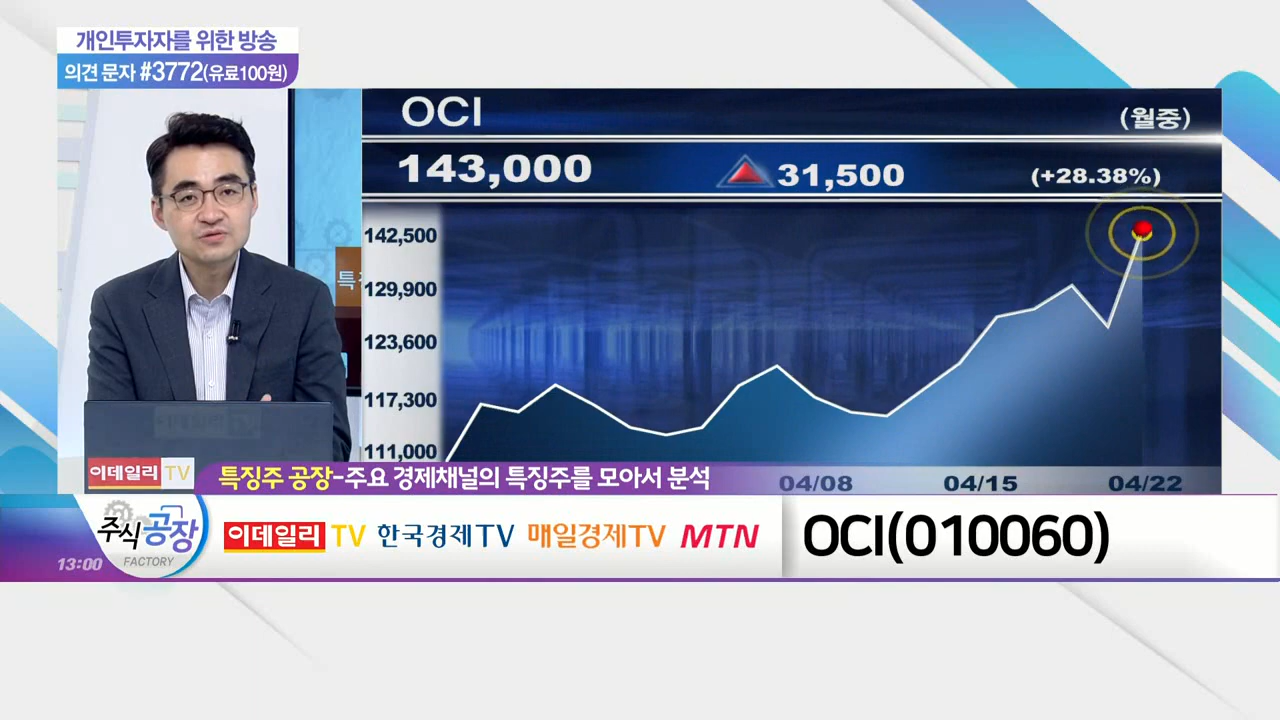 개인투자자를 위한 방송
의견 문자 #3772(유료100원)
OCI
(월중)
143,000
31,500
(+28.38%)
142,500
129,900
123,600
117,300
111,000
04/08
04/15
04/22
특
이데일리 TV
특징주 공장-주요 경제채널의 특징주를 모아서 분석
주식공장
FACTORY
13:00
이데일리 TV 한국경제TV 매일경제TV MTN
OCI(010060)